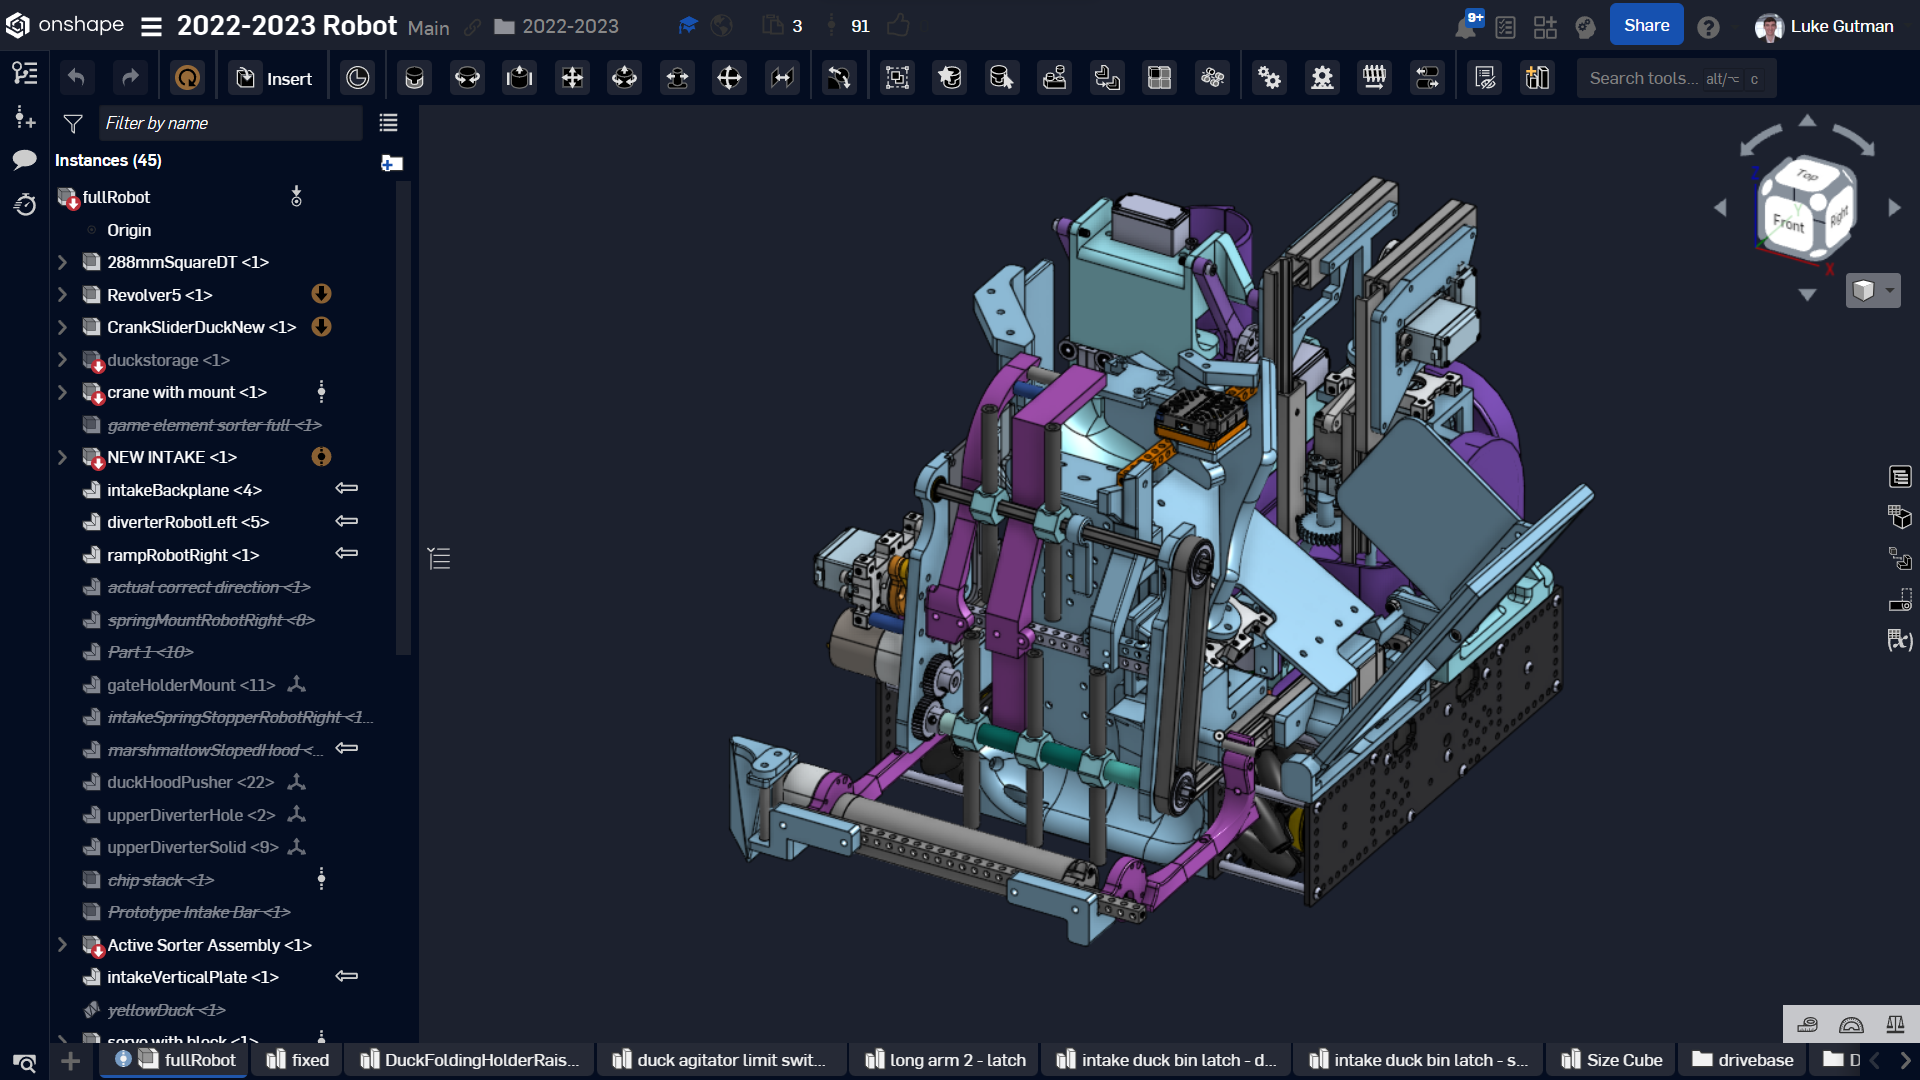 onshape 2022-2023 Robot Main 2022-2023 3 91 9+ Share Luke Gutman
Insert Search tools... alt/⌥ c
Filter by name
Instances (45)
fullRobot
Origin
288mmSquareDT <1>
Revolver5 <1>
CrankSliderDuckNew <1>
duckstorage <1>
crane with mount <1>
game element sorter full <1>
NEW INTAKE <1>
intakeBackplane <4>
diverterRobotLeft <5>
rampRobotRight <1>
actual correct direction <1>
springMountRobotRight <8>
Part 1 <10>
gateHolderMount <11>
intakeSpringStopperRobotRight <1...
marshmallowSlopedHood <...
duckHoodPusher <22>
upperDiverterHole <2>
upperDiverterSolid <9>
chip stack <1>
Prototype Intake Bar <1>
Active Sorter Assembly <1>
intakeVerticalPlate <1>
yellowDuck <1>
servo with block <1>
Top
Front
Right
Z
Y
X
fullRobot fixed DuckFoldingHolderRais... duck agitator limit swit... long arm 2 - latch intake duck bin latch - d... intake duck bin latch - s... Size Cube drivebase D